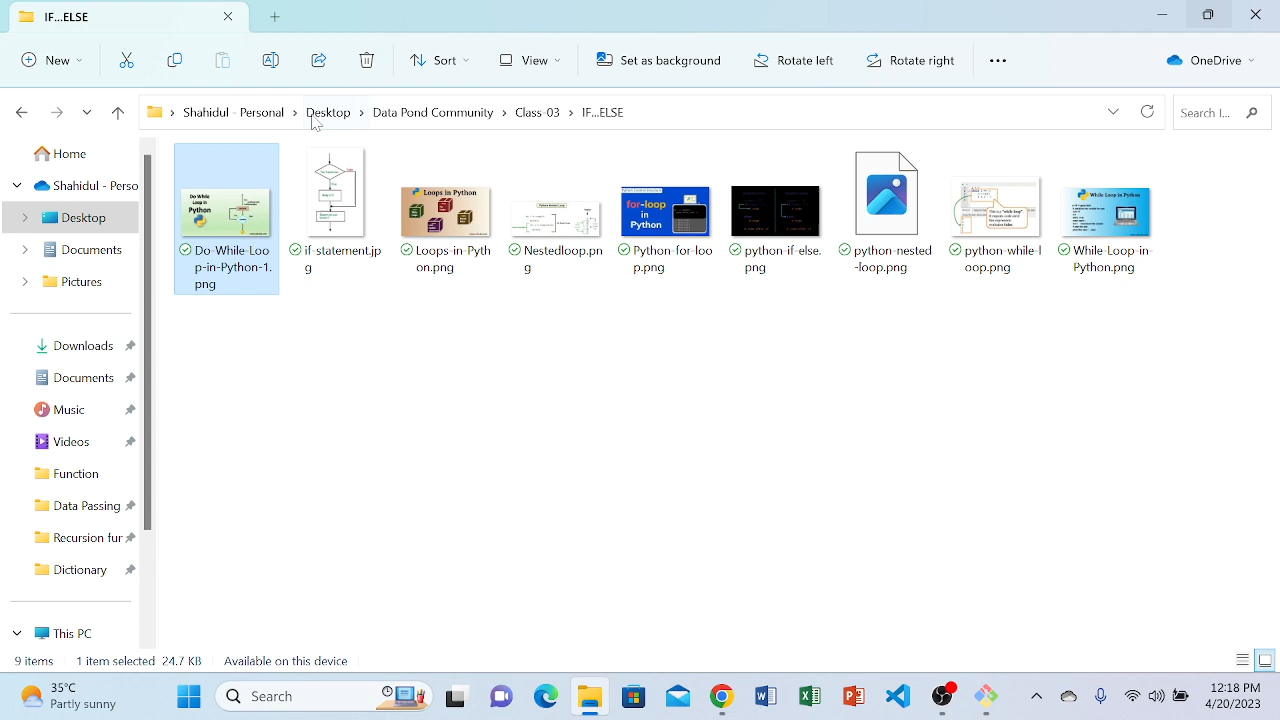 IF...ELSE
New
Sort
View
Set as background
Rotate left
Rotate right
OneDrive
Shahidul - Personal
Desktop
Data Pond Community
Class-03
IF...ELSE
Search I...
Home
Shahidul - Perso
Desktop
Documents
Pictures
Downloads
Documents
Music
Videos
Function
Data Passing
Recursion fur
Dictionary
This PC
Do While
Loop in
Python
Do-While-Loo
p-in-Python-1.
png
if statement.jp
g
Loops in Python
Loops-in-Pyth
on.png
Nestedloop.pn
g
for-loop
in
Python
Python-for-loo
p.png
python-if-else.
png
python-nested
-loop.png
python-while-l
oop.png
While Loop in Python
While-Loop-in-
Python.png
9 items
1 item selected 24.7 KB
Available on this device
35°C
Partly sunny
Search
12:18 PM
4/20/2023